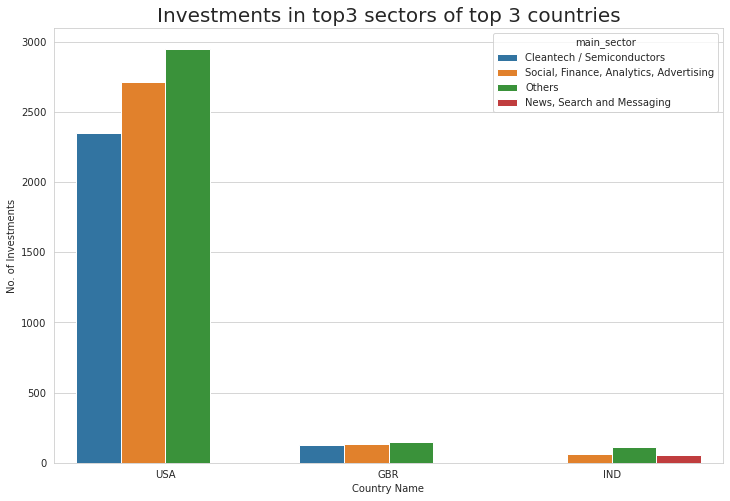 Investments in top3 sectors of top 3 countries
main_sector
Cleantech / Semiconductors
Social, Finance, Analytics, Advertising
Others
News, Search and Messaging
No. of Investments
3000
2500
2000
1500
1000
500
0
USA
GBR
IND
Country Name